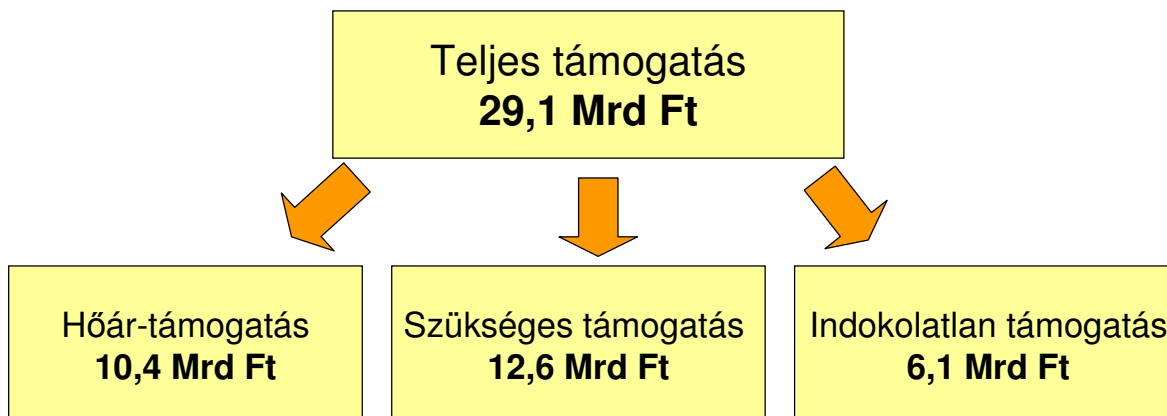 Teljes támogatás
29,1 Mrd Ft
Hőár-támogatás
10,4 Mrd Ft
Szükséges támogatás
12,6 Mrd Ft
Indokolatlan támogatás
6,1 Mrd Ft